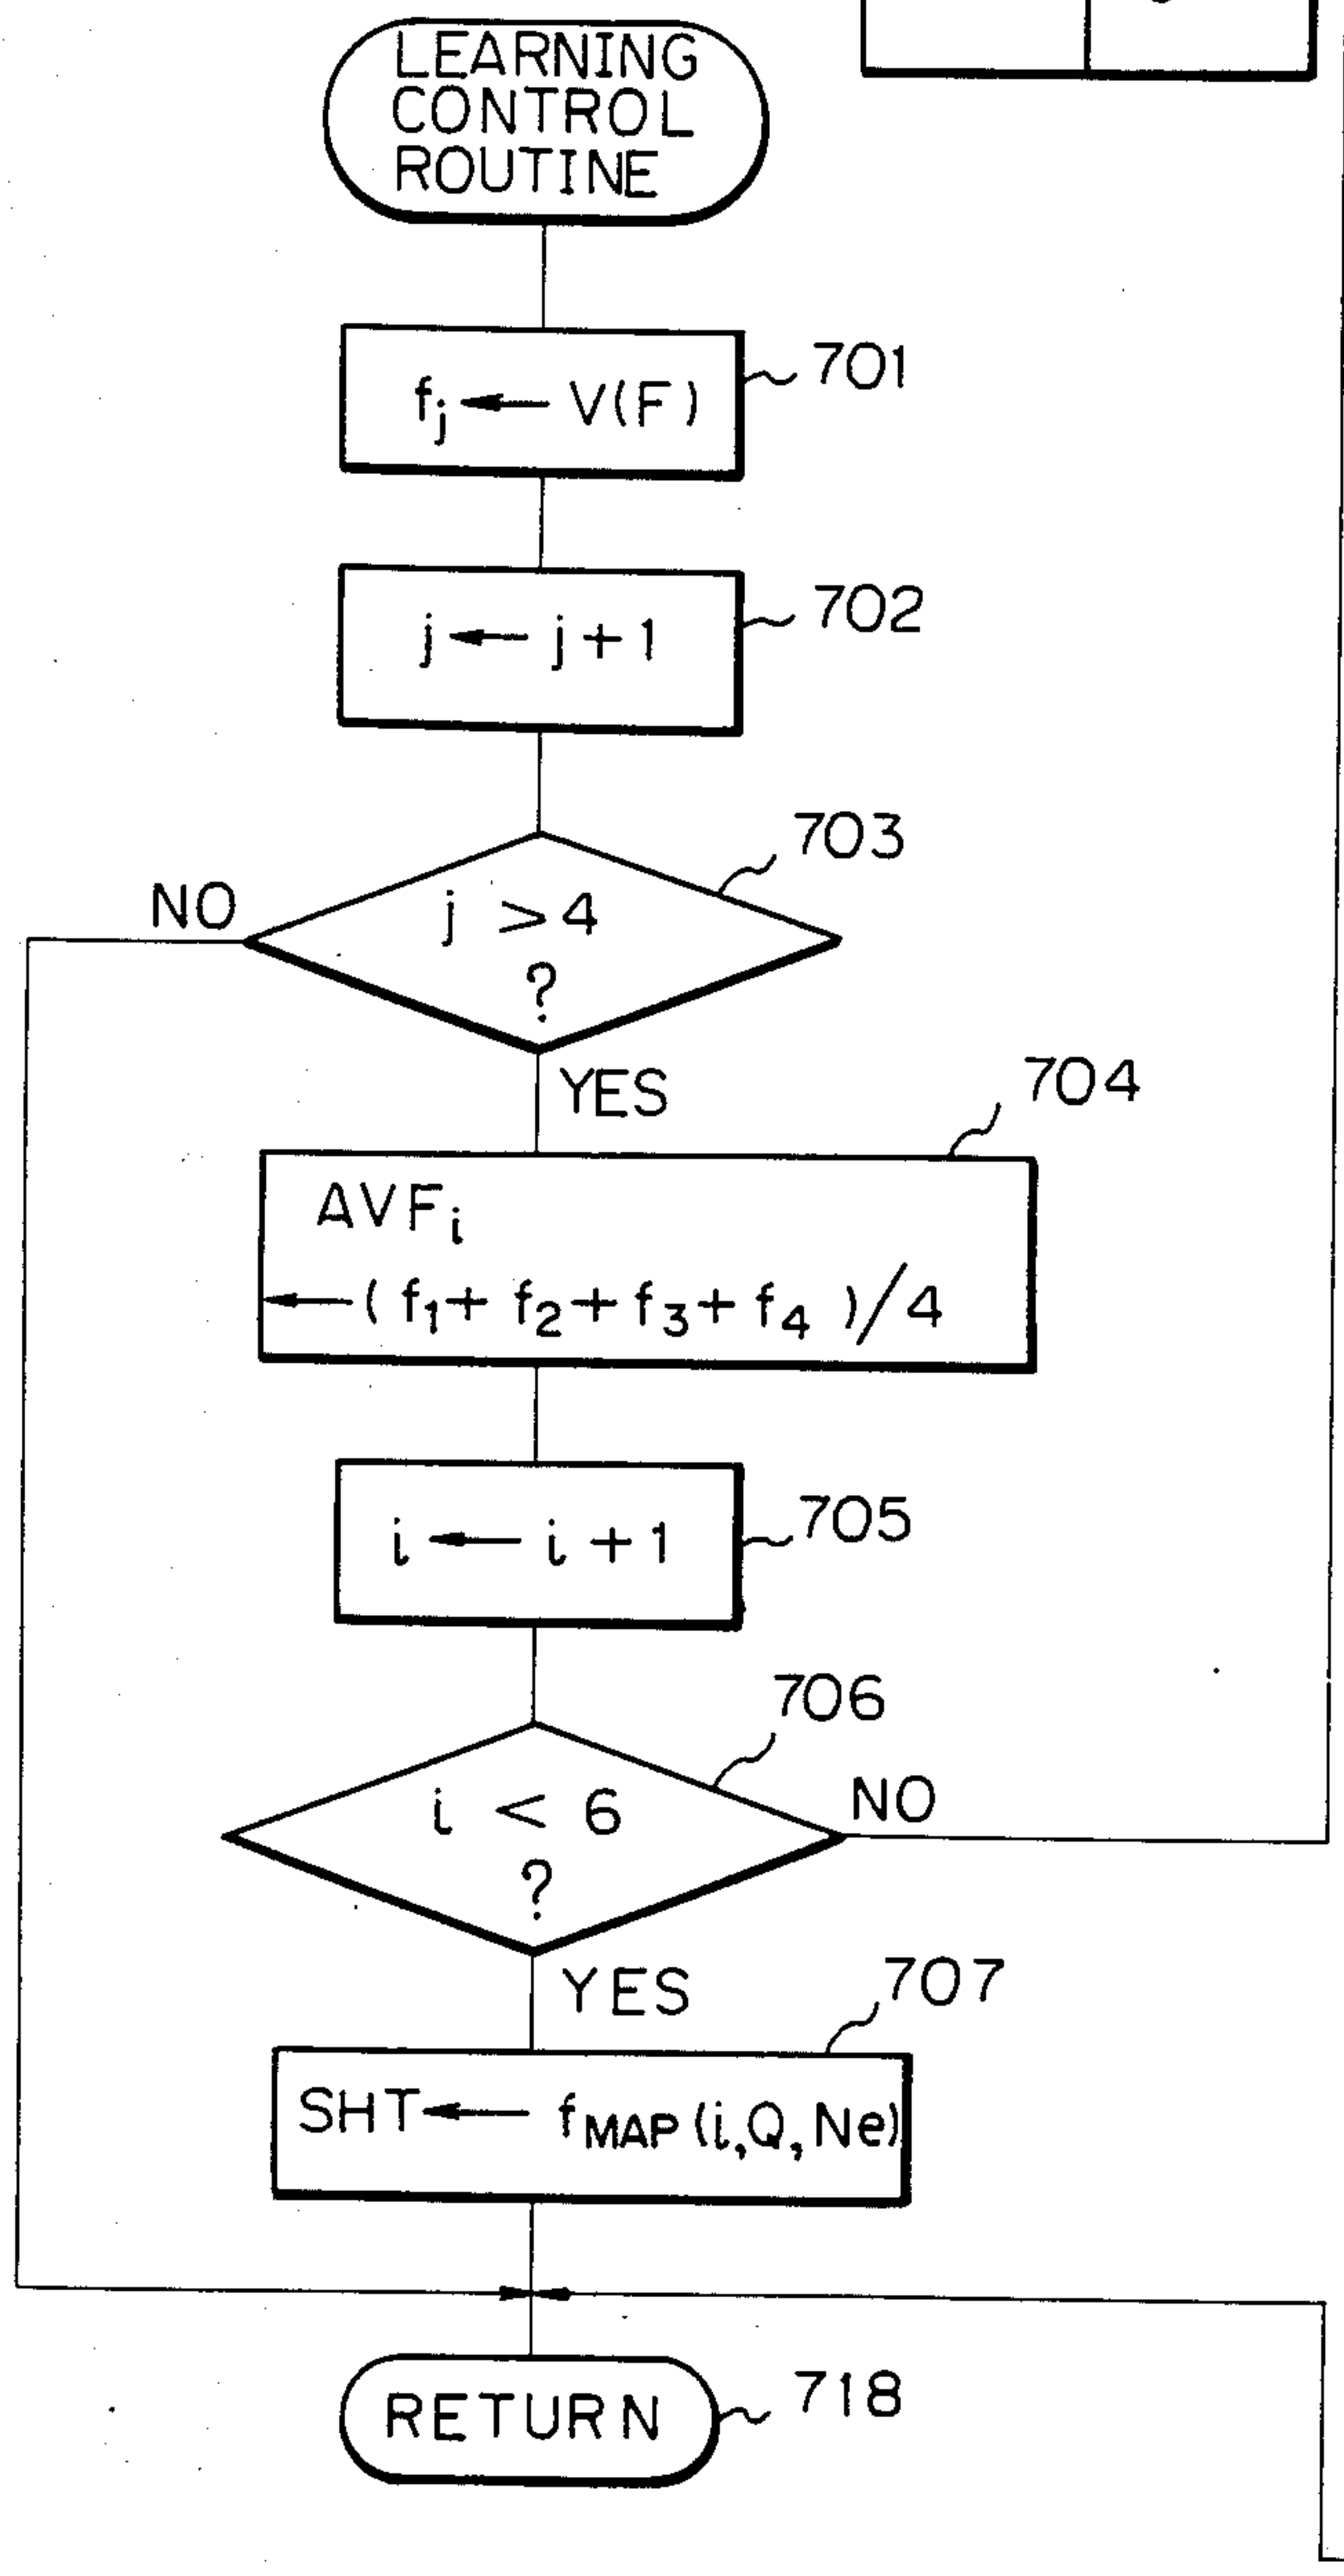 LEARNING
CONTROL
ROUTINE
701
fj ← V(F)
702
j ← j + 1
703
NO
j > 4
?
YES
704
AVFi
← ( f1 + f2 + f3 + f4 ) / 4
705
i ← i + 1
706
i < 6
NO
?
YES
707
SHT ← fMAP (i, Q, Ne)
718
RETURN